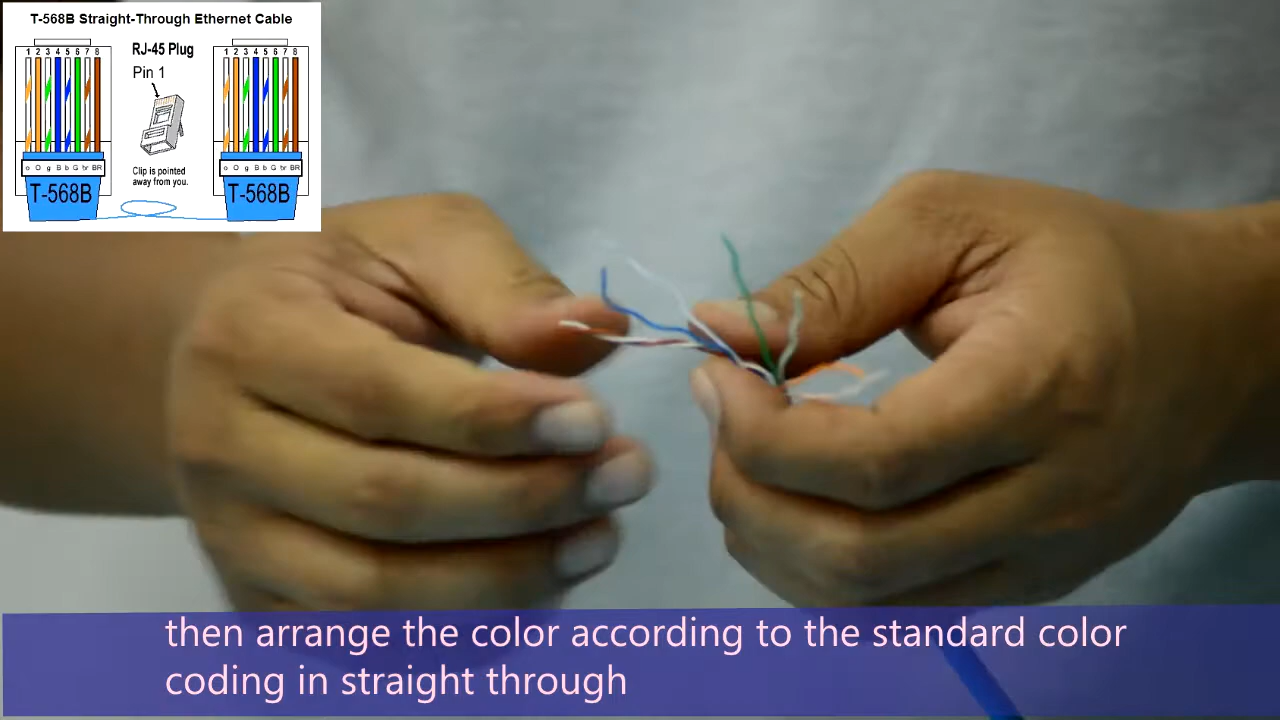 T-568B Straight-Through Ethernet Cable
RJ-45 Plug
Pin 1
1 2 3 4 5 6 7 8
1 2 3 4 5 6 7 8
Clip is pointed
away from you.
o O g B b G br BR
o O g B b G br BR
T-568B
T-568B
then arrange the color according to the standard color
coding in straight through